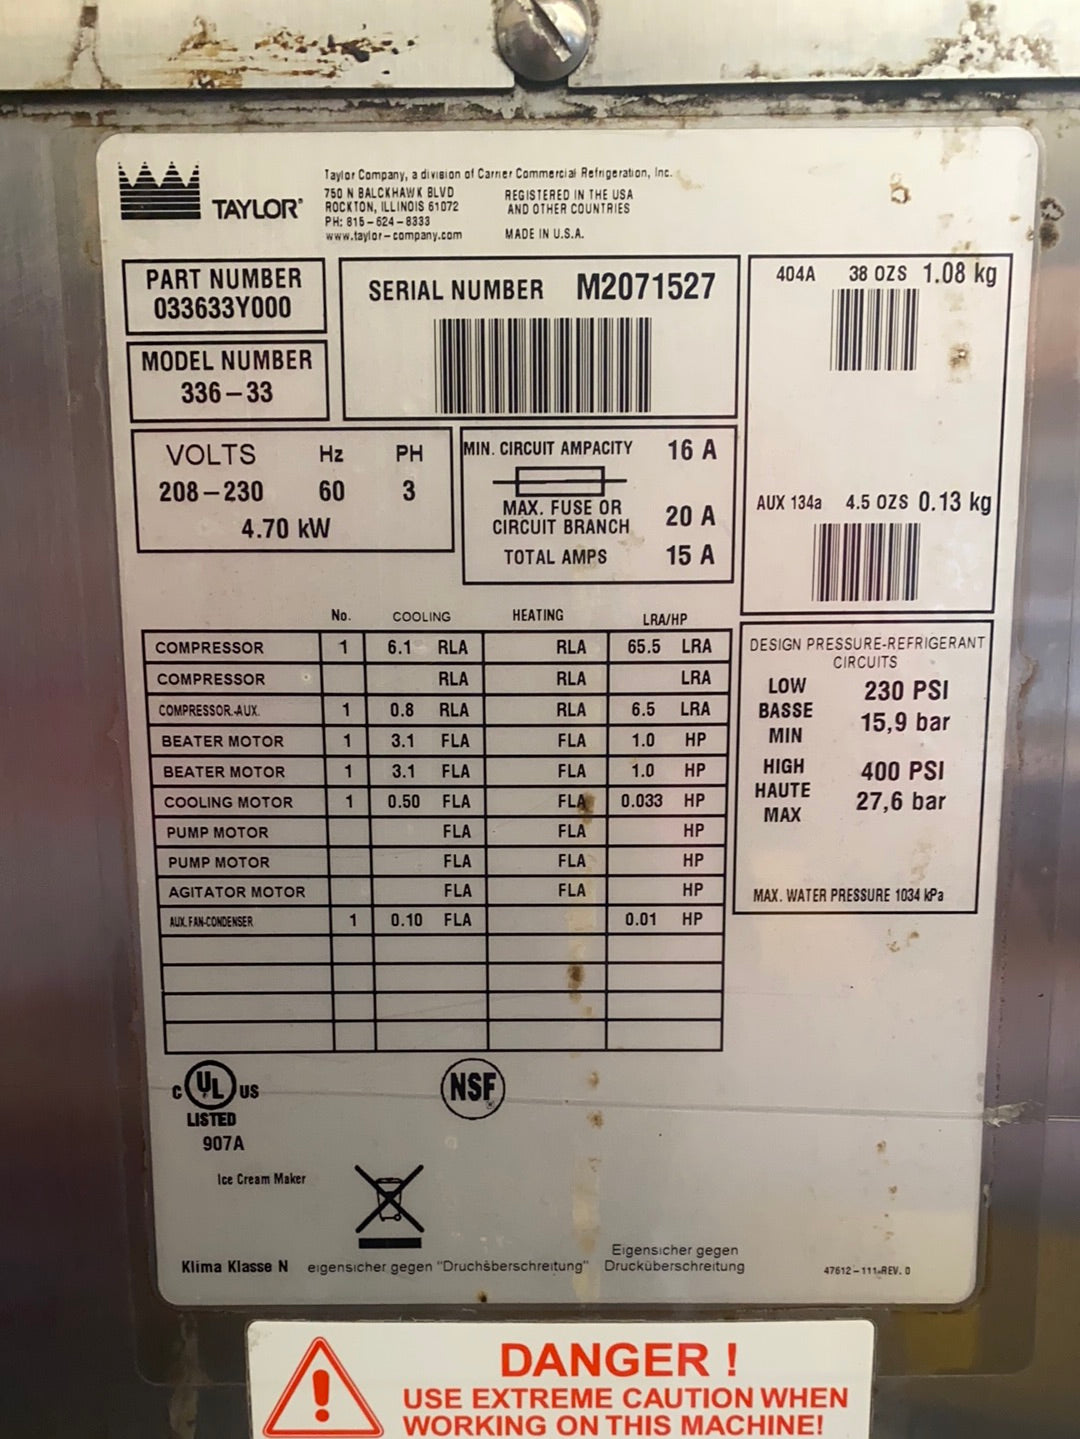 TAYLOR®
Taylor Company, a division of Carrier Commercial Refrigeration, Inc.
750 N BALCKHAWK BLVD
ROCKTON, ILLINOIS 61072
PH: 815-624-8333
www.taylor-company.com
REGISTERED IN THE USA
AND OTHER COUNTRIES
MADE IN U.S.A.
PART NUMBER
033633Y000
SERIAL NUMBER M2071527
404A 38 OZS 1.08 kg
MODEL NUMBER
336-33
VOLTS Hz PH
208-230 60 3
4.70 kW
MIN. CIRCUIT AMPACITY 16 A
MAX. FUSE OR
CIRCUIT BRANCH 20 A
TOTAL AMPS 15 A
AUX 134a 4.5 OZS 0.13 kg
No. COOLING HEATING LRA/HP
COMPRESSOR 1 6.1 RLA RLA 65.5 LRA
COMPRESSOR RLA RLA LRA
COMPRESSOR-AUX. 1 0.8 RLA RLA 6.5 LRA
BEATER MOTOR 1 3.1 FLA FLA 1.0 HP
BEATER MOTOR 1 3.1 FLA FLA 1.0 HP
COOLING MOTOR 1 0.50 FLA FLA 0.033 HP
PUMP MOTOR FLA FLA HP
PUMP MOTOR FLA FLA HP
AGITATOR MOTOR FLA FLA HP
AUX. FAN-CONDENSER 1 0.10 FLA 0.01 HP
DESIGN PRESSURE-REFRIGERANT
CIRCUITS
LOW 230 PSI
BASSE 15,9 bar
MIN
HIGH 400 PSI
HAUTE 27,6 bar
MAX
MAX. WATER PRESSURE 1034 kPa
C UL US
LISTED
907A
NSF
Ice Cream Maker
Klima Klasse N eigensicher gegen "Druchsberschreitung"
Eigensicher gegen
Drucküberschreitung
47612-111-REV. 0
DANGER !
USE EXTREME CAUTION WHEN
WORKING ON THIS MACHINE!